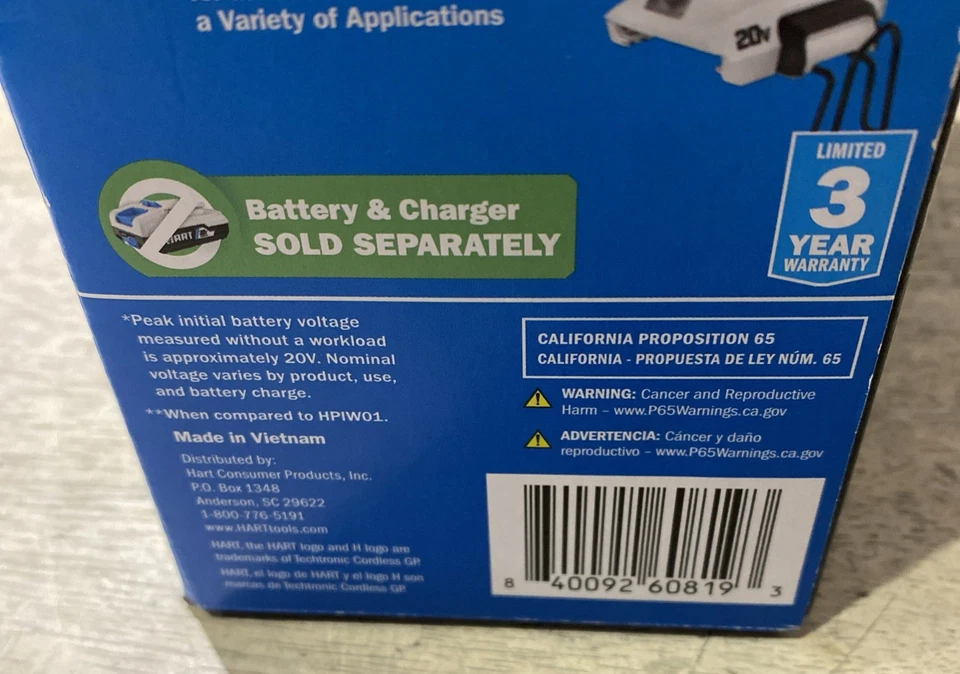 a Variety of Applications
20V
LIMITED
3
YEAR
WARRANTY
HART
Battery & Charger
SOLD SEPARATELY
*Peak initial battery voltage
measured without a workload
is approximately 20V. Nominal
voltage varies by product, use,
and battery charge.
**When compared to HPIW01.
Made in Vietnam
Distributed by:
Hart Consumer Products, Inc.
P.O. Box 1348
Anderson, SC 29622
1-800-776-5191
www.HARTtools.com
HART, the HART logo and H logo are
trademarks of Techtronic Cordless GP.
HART, el logo de HART y el logo H son
marcas de Techtronic Cordless GP.
CALIFORNIA PROPOSITION 65
CALIFORNIA - PROPUESTA DE LEY NÚM. 65
WARNING: Cancer and Reproductive
Harm – www.P65Warnings.ca.gov
ADVERTENCIA: Cáncer y daño
reproductivo – www.P65Warnings.ca.gov
8 40092 60819 3